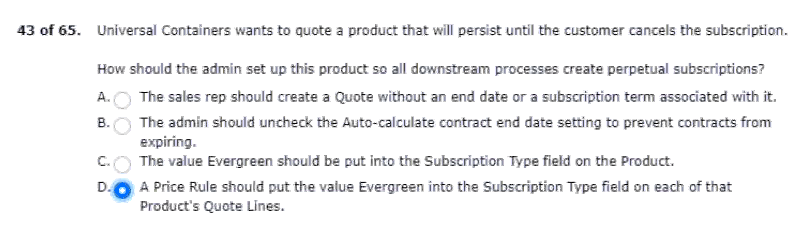 43 of 65. Universal Containers wants to quote a product that will persist until the customer cancels the subscription.
How should the admin set up this product so all downstream processes create perpetual subscriptions?
A. The sales rep should create a Quote without an end date or a subscription term associated with it.
B. The admin should uncheck the Auto-calculate contract end date setting to prevent contracts from
expiring.
C. The value Evergreen should be put into the Subscription Type field on the Product.
D. A Price Rule should put the value Evergreen into the Subscription Type field on each of that
Product's Quote Lines.